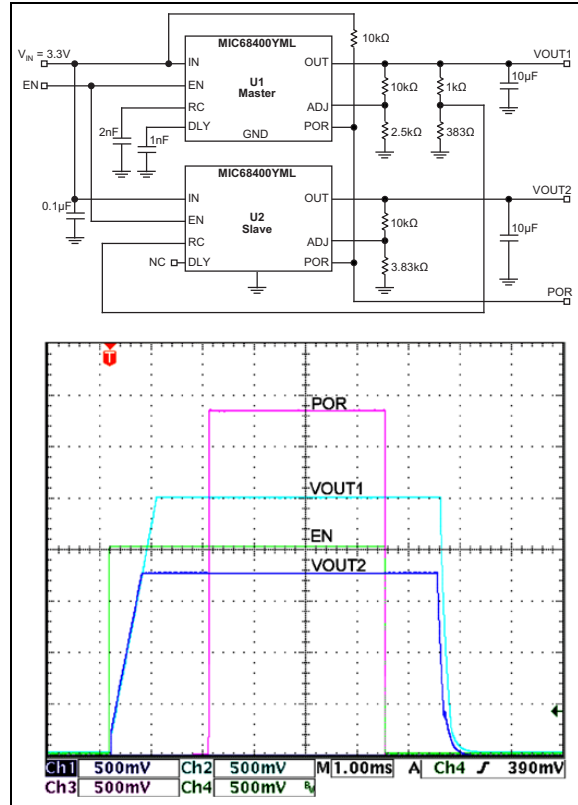 MIC68400YML
10kΩ
VOUT1
VIN = 3.3V
IN
OUT
10µF
EN
EN
U1
Master
10kΩ
1kΩ
RC
ADJ
2nF
DLY
POR
2.5kΩ
383Ω
1nF
GND
MIC68400YML
IN
OUT
VOUT2
0.1µF
EN
U2
Slave
10kΩ
10µF
RC
ADJ
NC
DLY
POR
3.83kΩ
POR
T
POR
VOUT1
EN
VOUT2
Ch1 500mV Ch2 500mV M 1.00ms A Ch4 390mV
Ch3 500mV Ch4 500mV